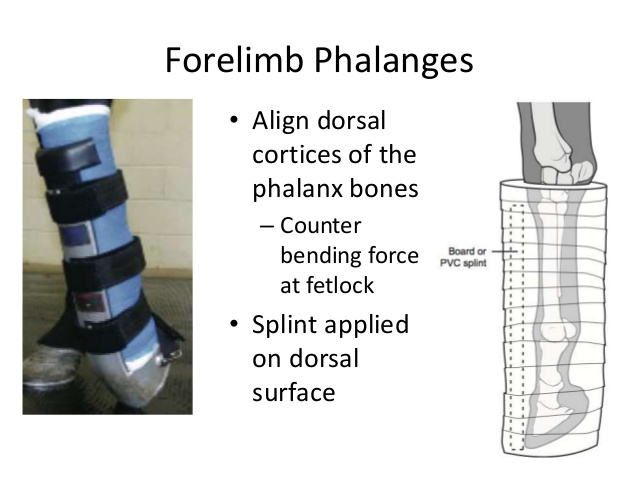 Forelimb Phalanges
• Align dorsal
cortices of the
phalanx bones
– Counter
bending force
at fetlock
• Splint applied
on dorsal
surface
Board or
PVC splint